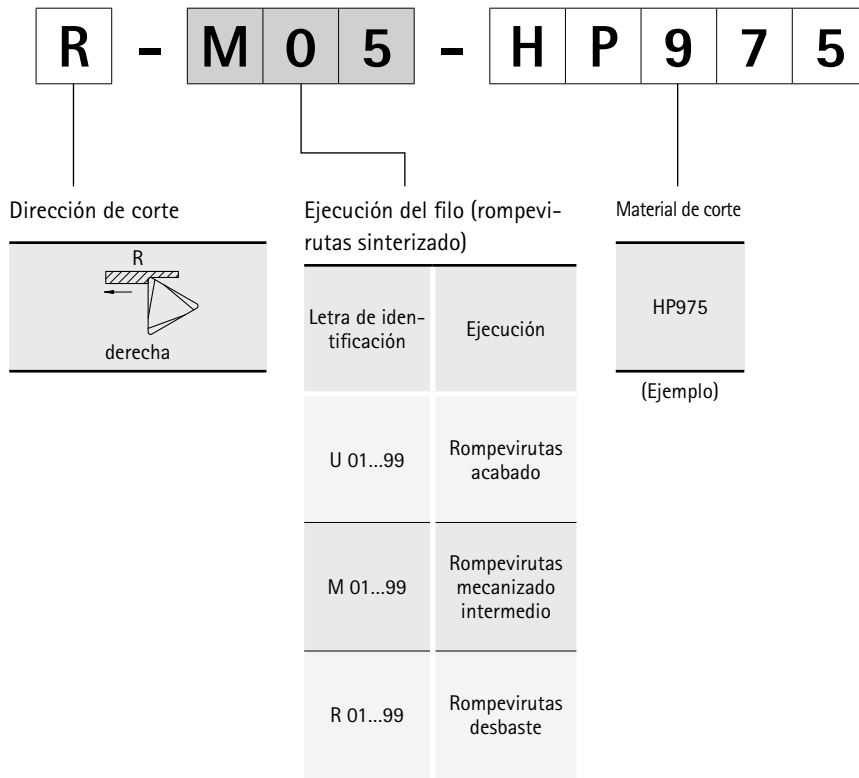 R - M 0 5 - H P 9 7 5
Dirección de corte
R
derecha
Ejecución del filo (rompevi-
rutas sinterizado)
Letra de iden-
tificación
Ejecución
U 01...99
Rompevirutas
acabado
M 01...99
Rompevirutas
mecanizado
intermedio
R 01...99
Rompevirutas
desbaste
Material de corte
HP975
(Ejemplo)